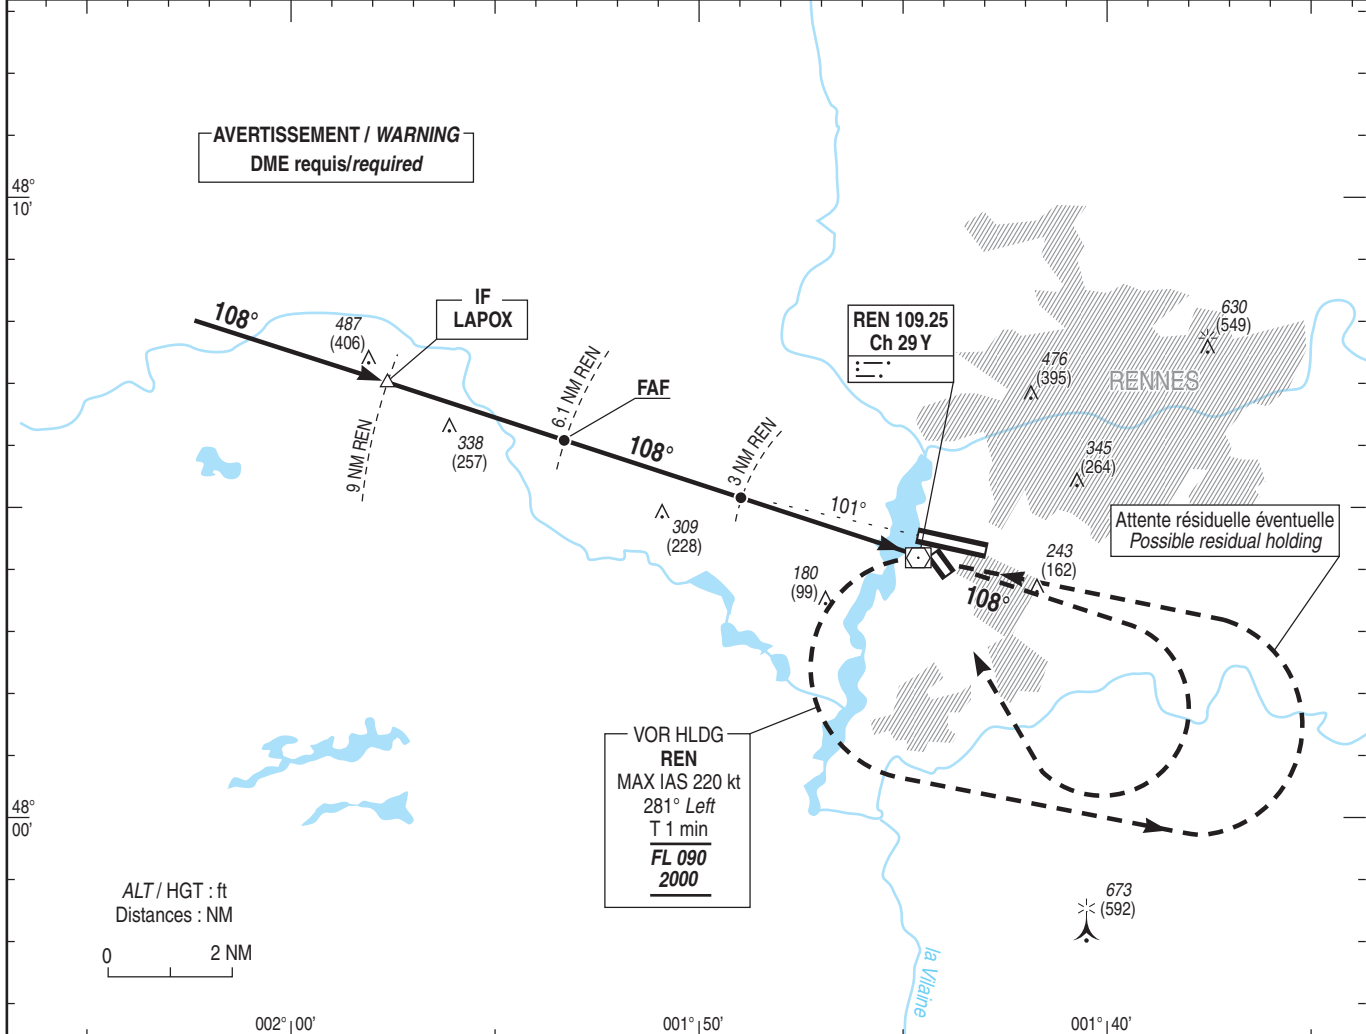 AVERTISSEMENT / WARNING
DME requis/required
48°
10'
108°
487
(406)
IF
LAPOX
9 NM REN
338
(257)
6.1 NM REN
FAF
108°
3 NM REN
309
(228)
101°
REN 109.25
Ch 29 Y
630
(549)
476
(395)
RENNES
345
(264)
Attente résiduelle éventuelle
Possible residual holding
243
(162)
108°
180
(99)
VOR HLDG
REN
MAX IAS 220 kt
281° Left
T 1 min
FL 090
2000
48°
00'
ALT / HGT : ft
Distances : NM
0 2 NM
673
(592)
la Vilaine
002° 00'
001° 50'
001° 40'